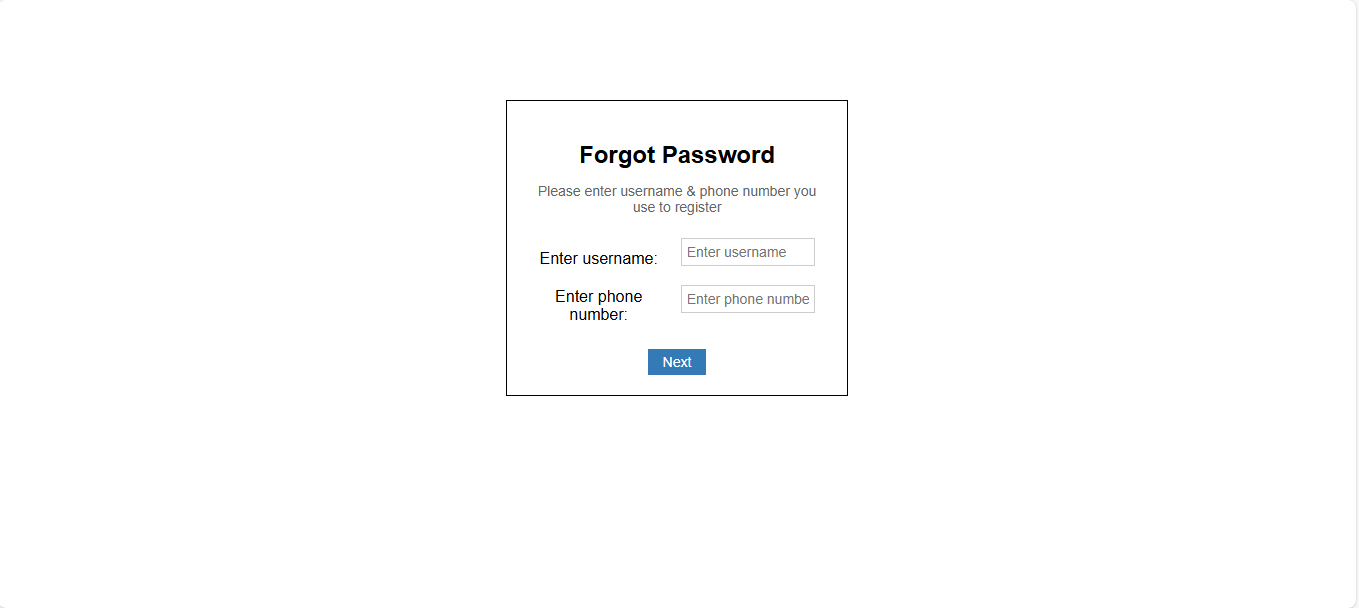 Forgot Password
Please enter username & phone number you
use to register
Enter username:
Enter username
Enter phone
number:
Enter phone numbe
Next